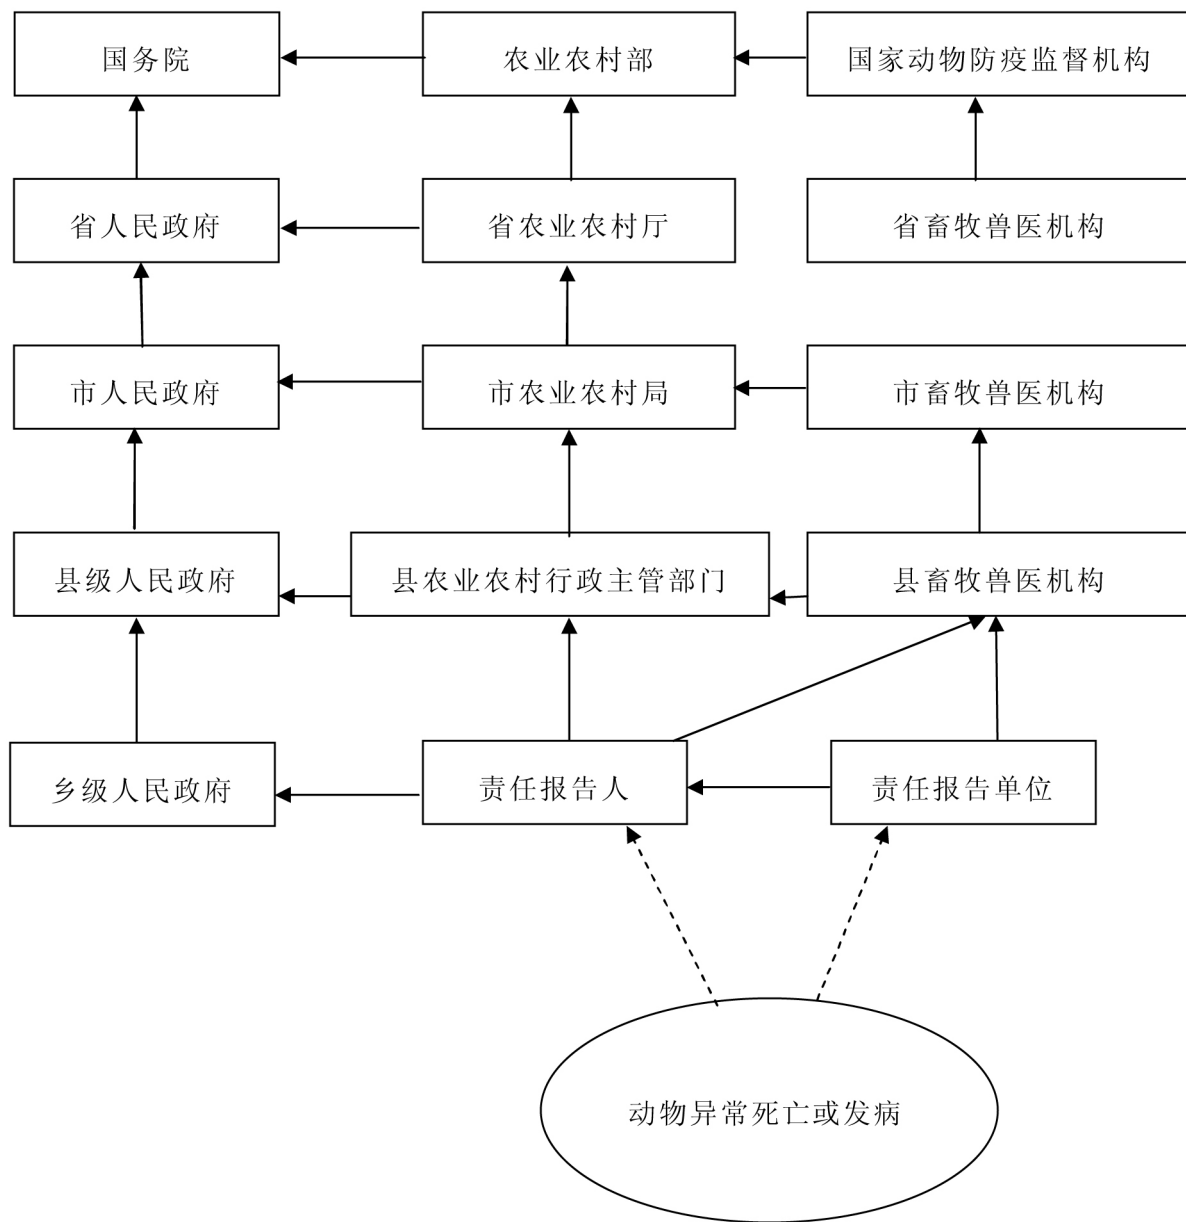 国务院
农业农村部
国家动物防疫监督机构
省人民政府
省农业农村厅
省畜牧兽医机构
市人民政府
市农业农村局
市畜牧兽医机构
县级人民政府
县农业农村行政主管部门
县畜牧兽医机构
乡级人民政府
责任报告人
责任报告单位
动物异常死亡或发病